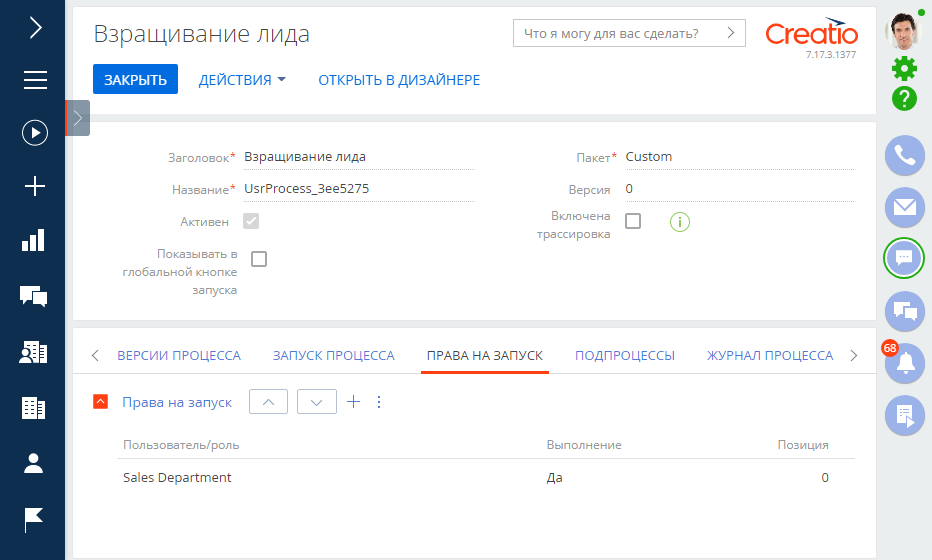 Взращивание лида
Что я могу для вас сделать?
Creatio
7.17.3.1377
ЗАКРЫТЬ
ДЕЙСТВИЯ
ОТКРЫТЬ В ДИЗАЙНЕРЕ
Заголовок* Взращивание лида
Пакет* Custom
Название* UsrProcess_3ee5275
Версия 0
Активен
Включена
трассировка
Показывать в
глобальной кнопке
запуска
ВЕРСИИ ПРОЦЕССА ЗАПУСК ПРОЦЕССА ПРАВА НА ЗАПУСК ПОДПРОЦЕССЫ ЖУРНАЛ ПРОЦЕССА
68
Права на запуск
Пользователь/роль Выполнение Позиция
Sales Department Да 0